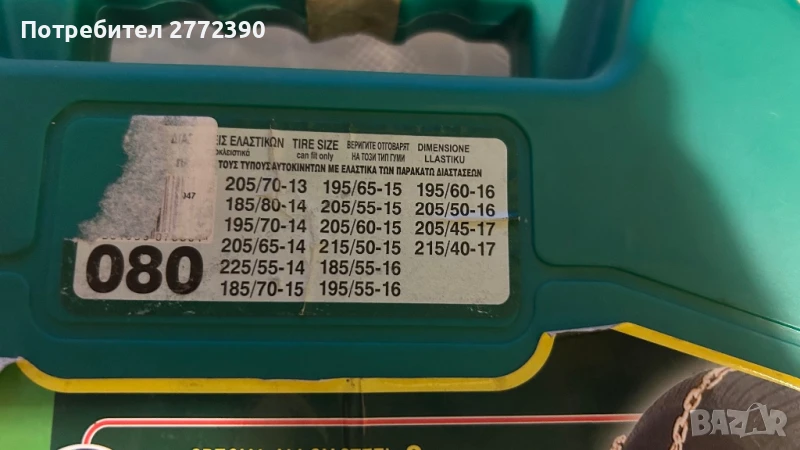 Потребител 2772390
ΕΙΣ ΕΛΑΣΤΙΚΩΝ TIRE SIZE ΒΕΡИГИТЕ ОТГОВАРЯТ DIMENSIONE
can fit only НА ТОЗИ ТИП ГУМИ LLASTIKU
ΤΟΥΣ ΤΥΠΟΥΣ ΑΥΤΟΚΙΝΗΤΩΝ ΜΕ ΕΛΑΣΤΙΚΑ ΤΩΝ ΠΑΡΑΚΑΤΩ ΔΙΑΣΤΑΣΕΩΝ
205/70-13 195/65-15 195/60-16
185/80-14 205/55-15 205/50-16
195/70-14 205/60-15 205/45-17
205/65-14 215/50-15 215/40-17
225/55-14 185/55-16
185/70-15 195/55-16
947
080
BAZAR